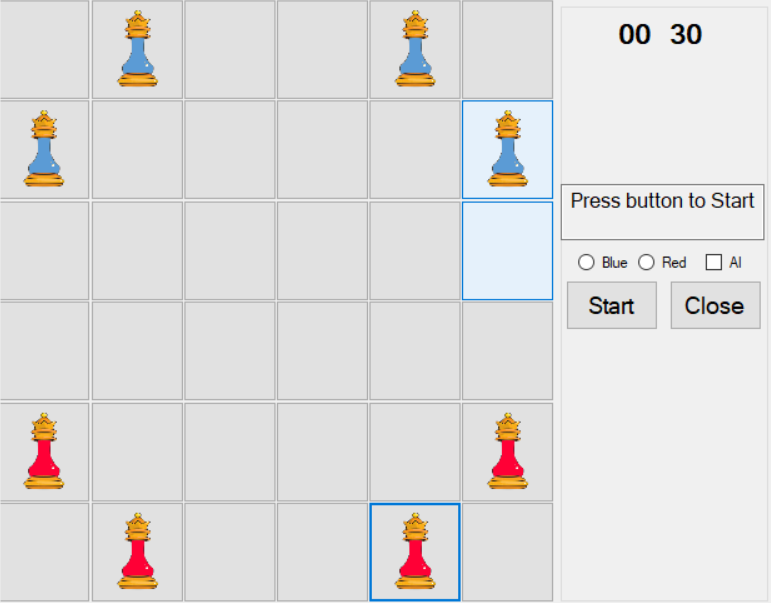 00 30
Press button to Start
Blue Red AI
Start Close